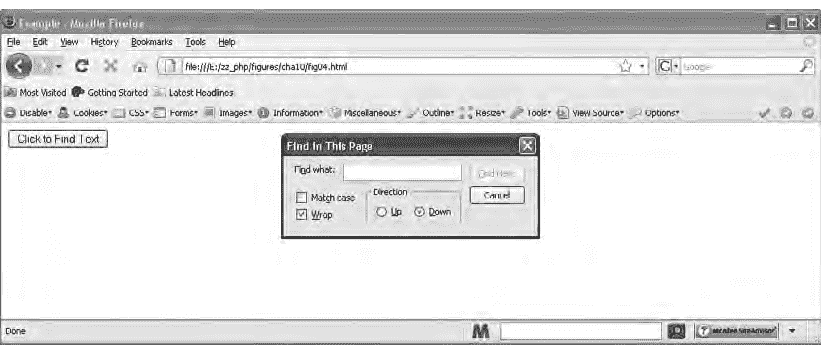 Example - Mozilla Firefox
File Edit View History Bookmarks Tools Help
file:///E:/zz_php/figures/cha10/fig04.html
G Google
Most Visited Getting Started Latest Headlines
Disable Cookies CSS Forms Images Information Miscellaneous Outline Resize Tools View Source Options
Click to Find Text
Find In This Page
Find what:
Find Next
Match case
Direction
Cancel
Wrap
Up Down
Done
M